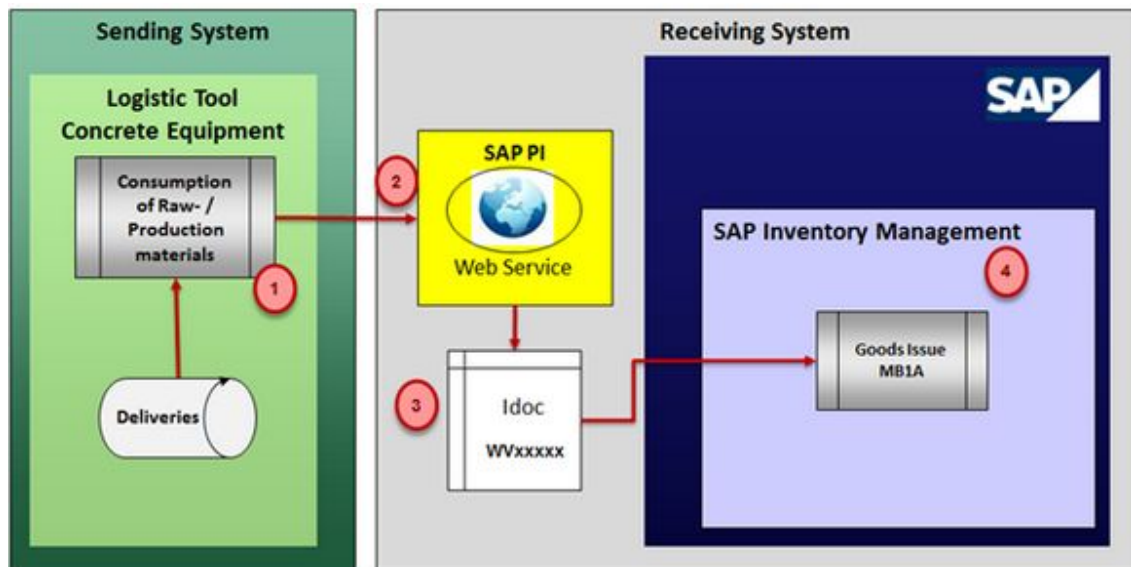 Sending System
Logistic Tool
Concrete Equipment
Consumption
of Raw- /
Production
materials
1
Deliveries
Receiving System
2
SAP PI
Web Service
3
Idoc
WVxxxxx
SAP
SAP Inventory Management
4
Goods Issue
MB1A